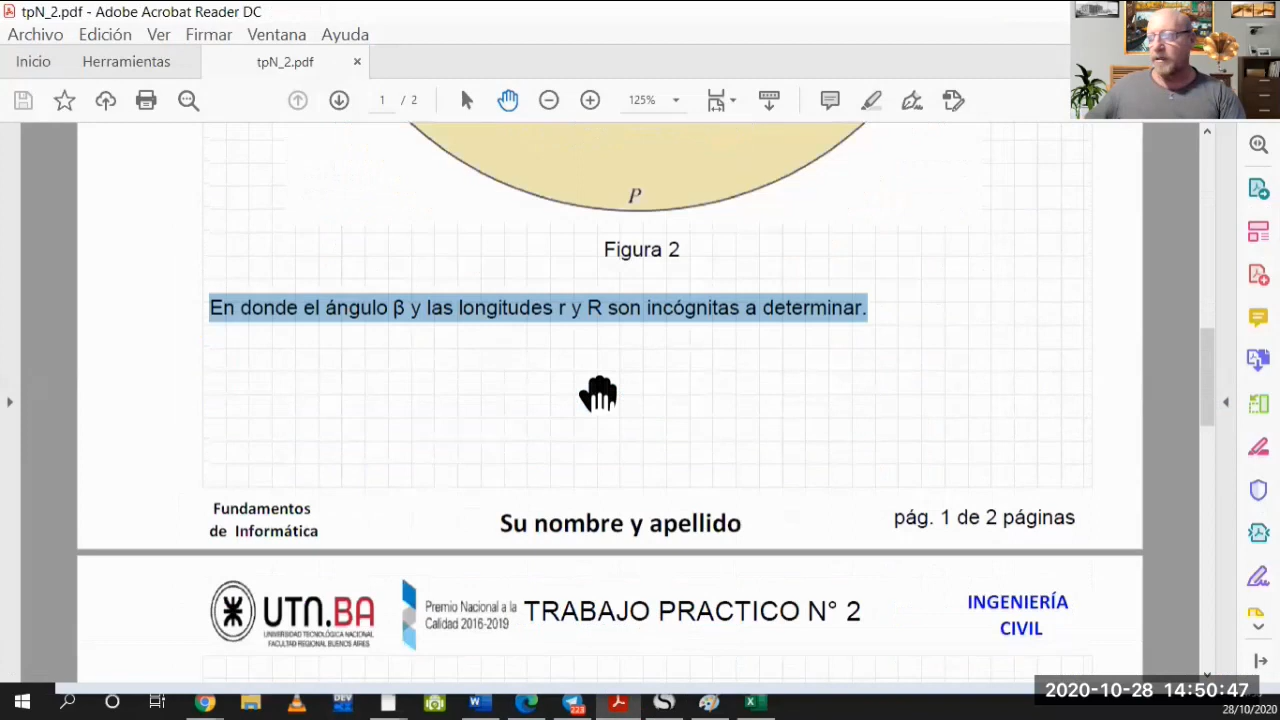 tpN_2.pdf - Adobe Acrobat Reader DC
Archivo Edición Ver Firmar Ventana Ayuda
Inicio Herramientas tpN_2.pdf ×
1 / 2 125%
P
Figura 2
En donde el ángulo β y las longitudes r y R son incógnitas a determinar.
Fundamentos
de Informática
Su nombre y apellido
pág. 1 de 2 páginas
UTN.BA
UNIVERSIDAD TECNOLÓGICA NACIONAL
FACULTAD REGIONAL BUENOS AIRES
Premio Nacional a la
Calidad 2016-2019
TRABAJO PRACTICO N° 2
INGENIERÍA
CIVIL
DEV
223
2020-10-28 14:50:47
28/10/2020